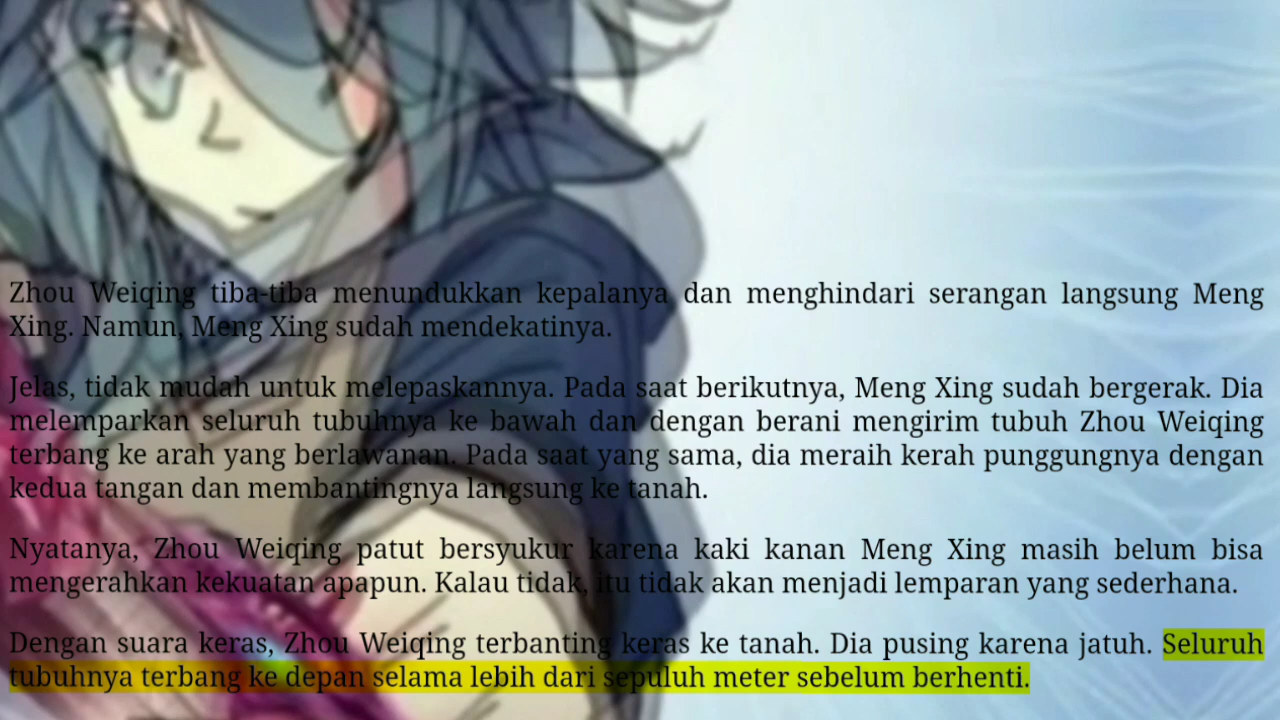 Zhou Weiqing tiba-tiba menundukkan kepalanya dan menghindari serangan langsung Meng
Xing. Namun, Meng Xing sudah mendekatinya.
Jelas, tidak mudah untuk melepaskannya. Pada saat berikutnya, Meng Xing sudah bergerak. Dia
melemparkan seluruh tubuhnya ke bawah dan dengan berani mengirim tubuh Zhou Weiqing
terbang ke arah yang berlawanan. Pada saat yang sama, dia meraih kerah punggungnya dengan
kedua tangan dan membantingnya langsung ke tanah.
Nyatanya, Zhou Weiqing patut bersyukur karena kaki kanan Meng Xing masih belum bisa
mengerahkan kekuatan apapun. Kalau tidak, itu tidak akan menjadi lemparan yang sederhana.
Dengan suara keras, Zhou Weiqing terbanting keras ke tanah. Dia pusing karena jatuh. Seluruh
tubuhnya terbang ke depan selama lebih dari sepuluh meter sebelum berhenti.